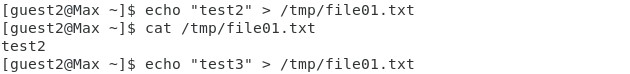 [guest2@Max ~]$ echo "test2" > /tmp/file01.txt
[guest2@Max ~]$ cat /tmp/file01.txt
test2
[guest2@Max ~]$ echo "test3" > /tmp/file01.txt